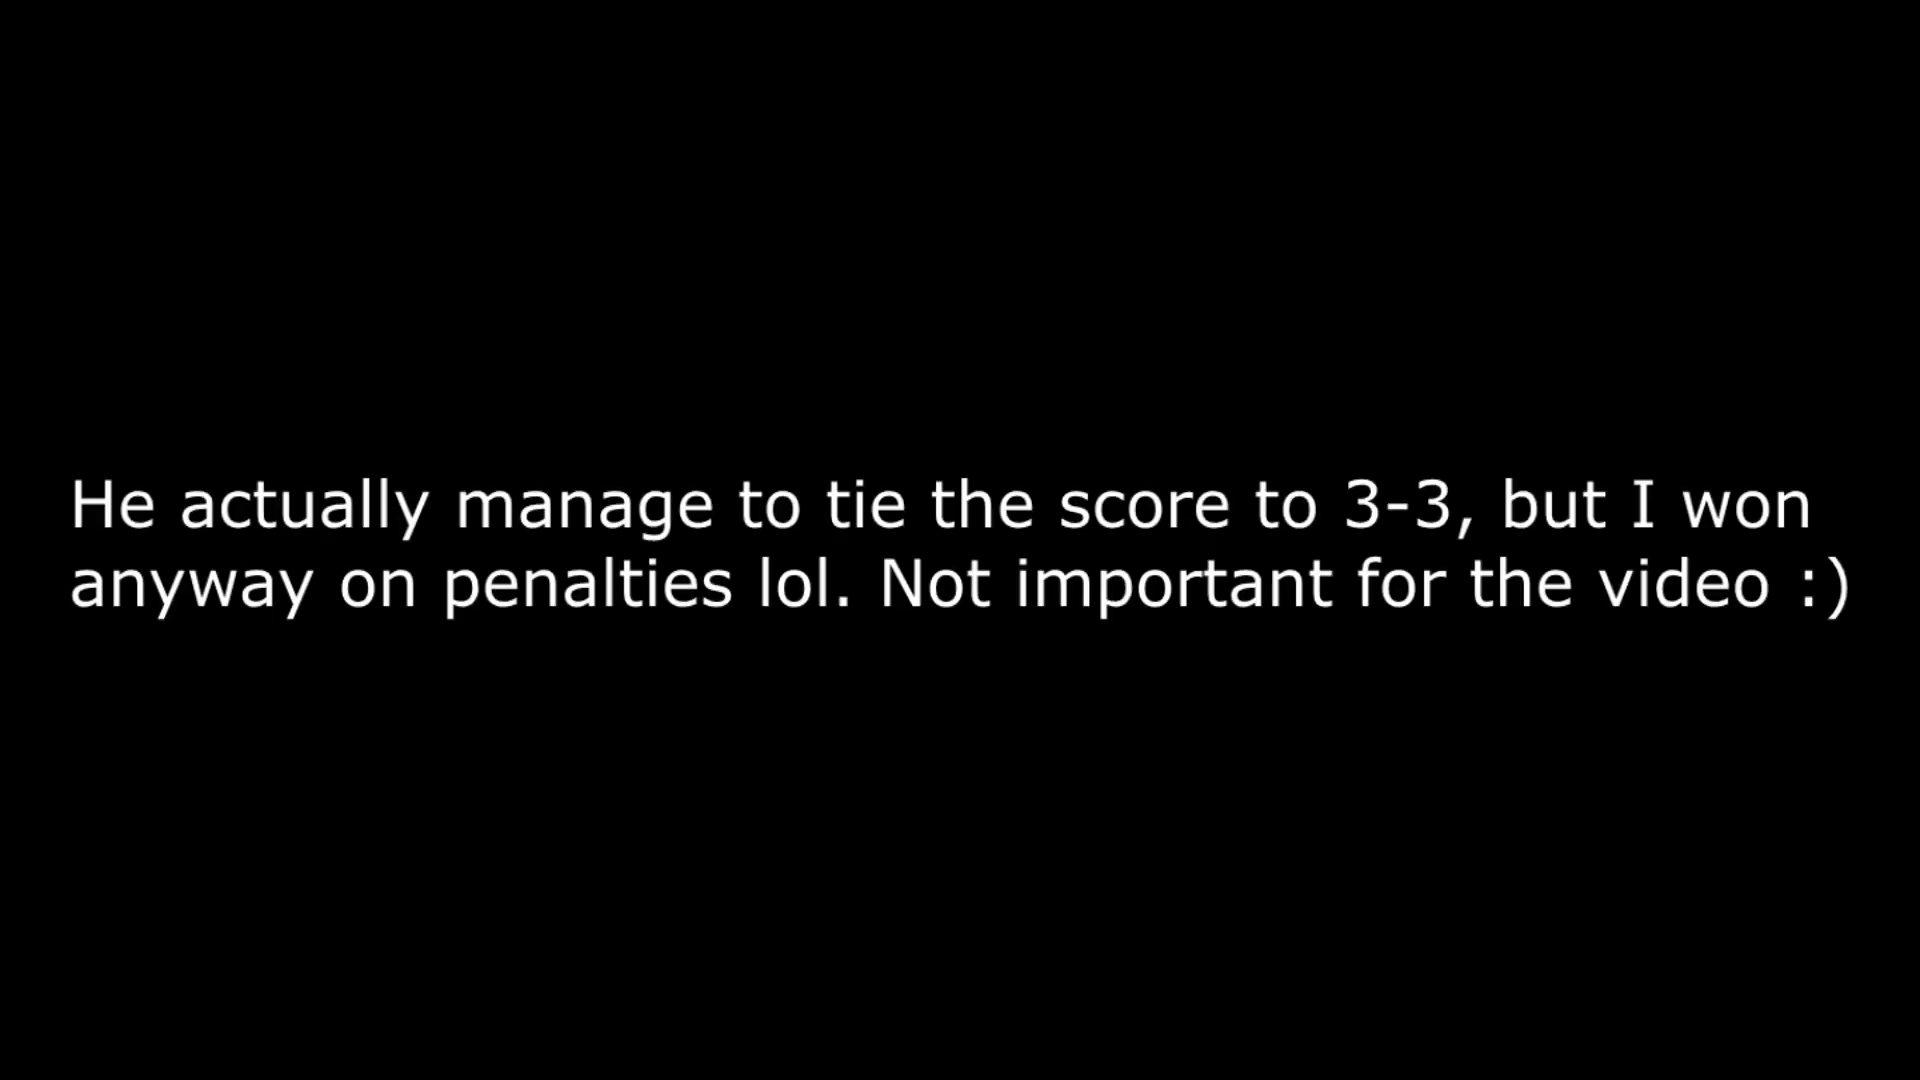 He actually manage to tie the score to 3-3, but I won
anyway on penalties lol. Not important for the video :)